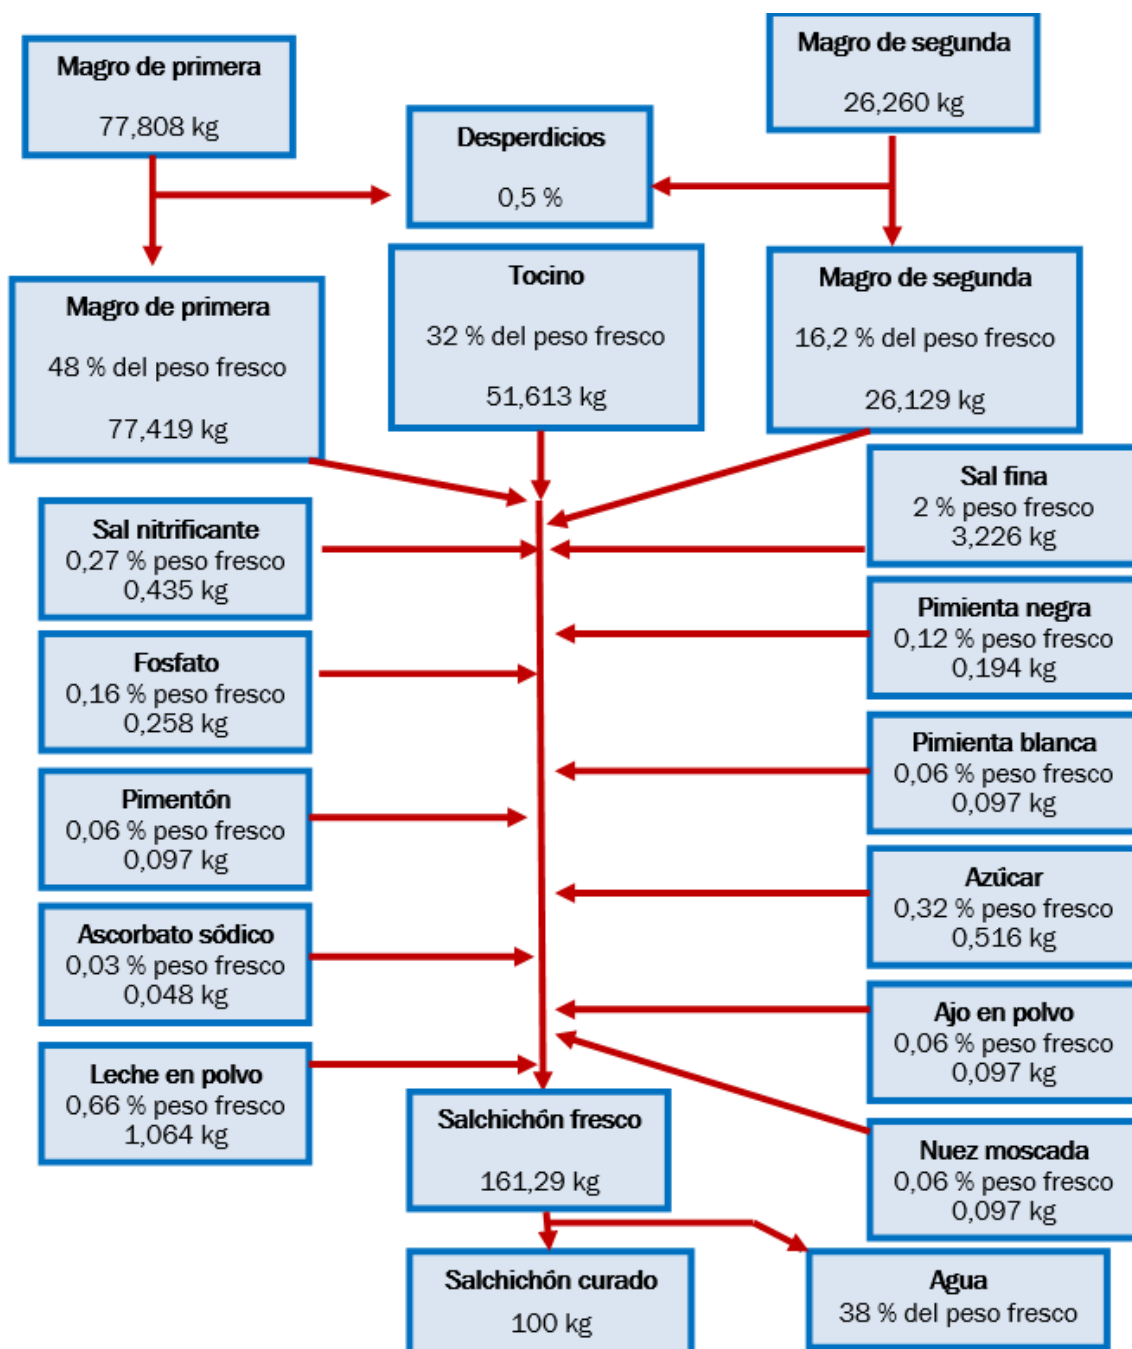 Magro de primera
77,808 kg
Magro de segunda
26,260 kg
Desperdicios
0,5 %
Magro de primera
48 % del peso fresco
77,419 kg
Tocino
32 % del peso fresco
51,613 kg
Magro de segunda
16,2 % del peso fresco
26,129 kg
Sal nitrificante
0,27 % peso fresco
0,435 kg
Sal fina
2 % peso fresco
3,226 kg
Fosfato
0,16 % peso fresco
0,258 kg
Pimienta negra
0,12 % peso fresco
0,194 kg
Pimentón
0,06 % peso fresco
0,097 kg
Pimienta blanca
0,06 % peso fresco
0,097 kg
Ascorbato sódico
0,03 % peso fresco
0,048 kg
Azúcar
0,32 % peso fresco
0,516 kg
Leche en polvo
0,66 % peso fresco
1,064 kg
Ajo en polvo
0,06 % peso fresco
0,097 kg
Nuez moscada
0,06 % peso fresco
0,097 kg
Salchichón fresco
161,29 kg
Salchichón curado
100 kg
Agua
38 % del peso fresco